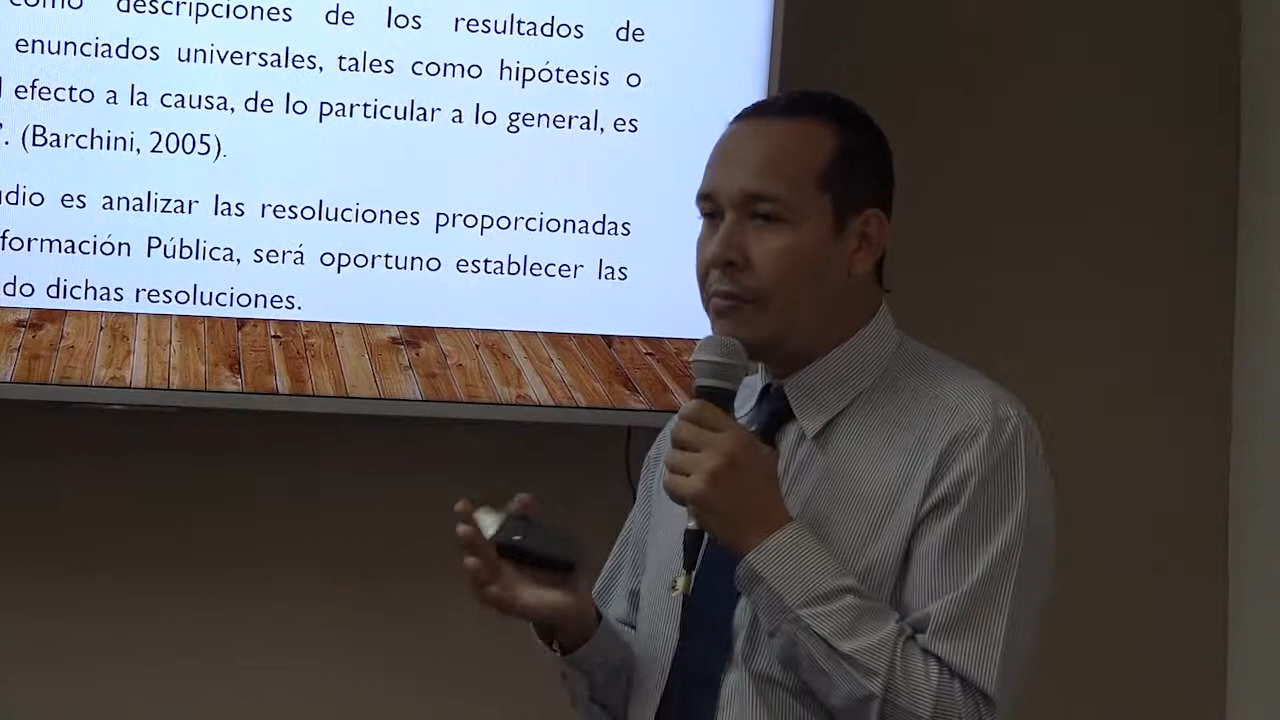 como descripciones de los resultados de
enunciados universales, tales como hipótesis o
efecto a la causa, de lo particular a lo general, es
”. (Barchini, 2005).
es analizar las resoluciones proporcionadas
formación Pública, será oportuno establecer las
do dichas resoluciones.